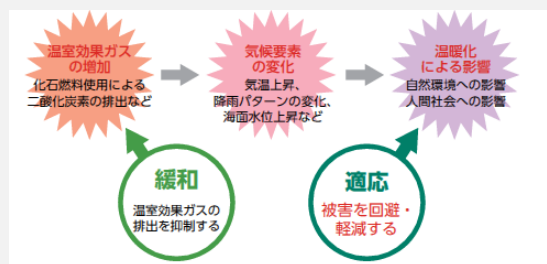 温室効果ガス
の増加
化石燃料使用による
二酸化炭素の排出など
気候要素
の変化
気温上昇、
降雨パターンの変化、
海面水位上昇など
温暖化
による影響
自然環境への影響
人間社会への影響
緩和
温室効果ガスの
排出を抑制する
適応
被害を回避・
軽減する